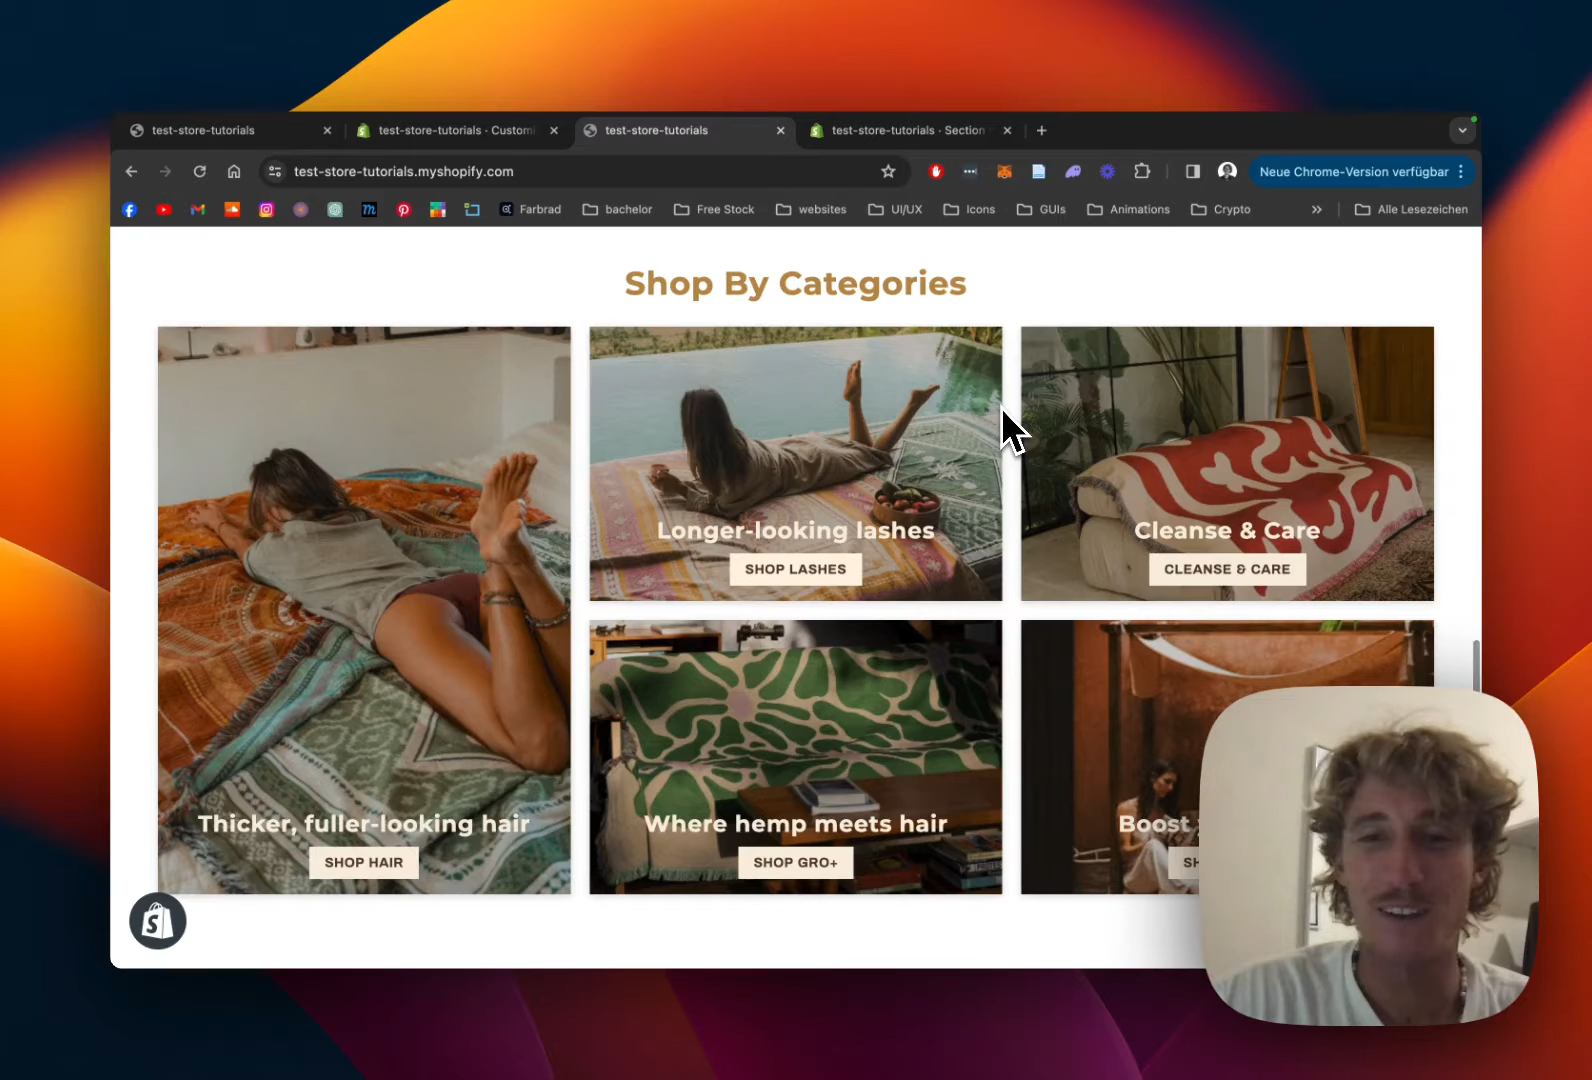 test-store-tutorials
test-store-tutorials · Customi
test-store-tutorials
test-store-tutorials · Section
test-store-tutorials.myshopify.com
Neue Chrome-Version verfügbar
Farbrad
bachelor
Free Stock
websites
UI/UX
Icons
GUIs
Animations
Crypto
Alle Lesezeichen
Shop By Categories
Longer-looking lashes
SHOP LASHES
Cleanse & Care
CLEANSE & CARE
Thicker, fuller-looking hair
SHOP HAIR
Where hemp meets hair
SHOP GRO+
Boost
SH